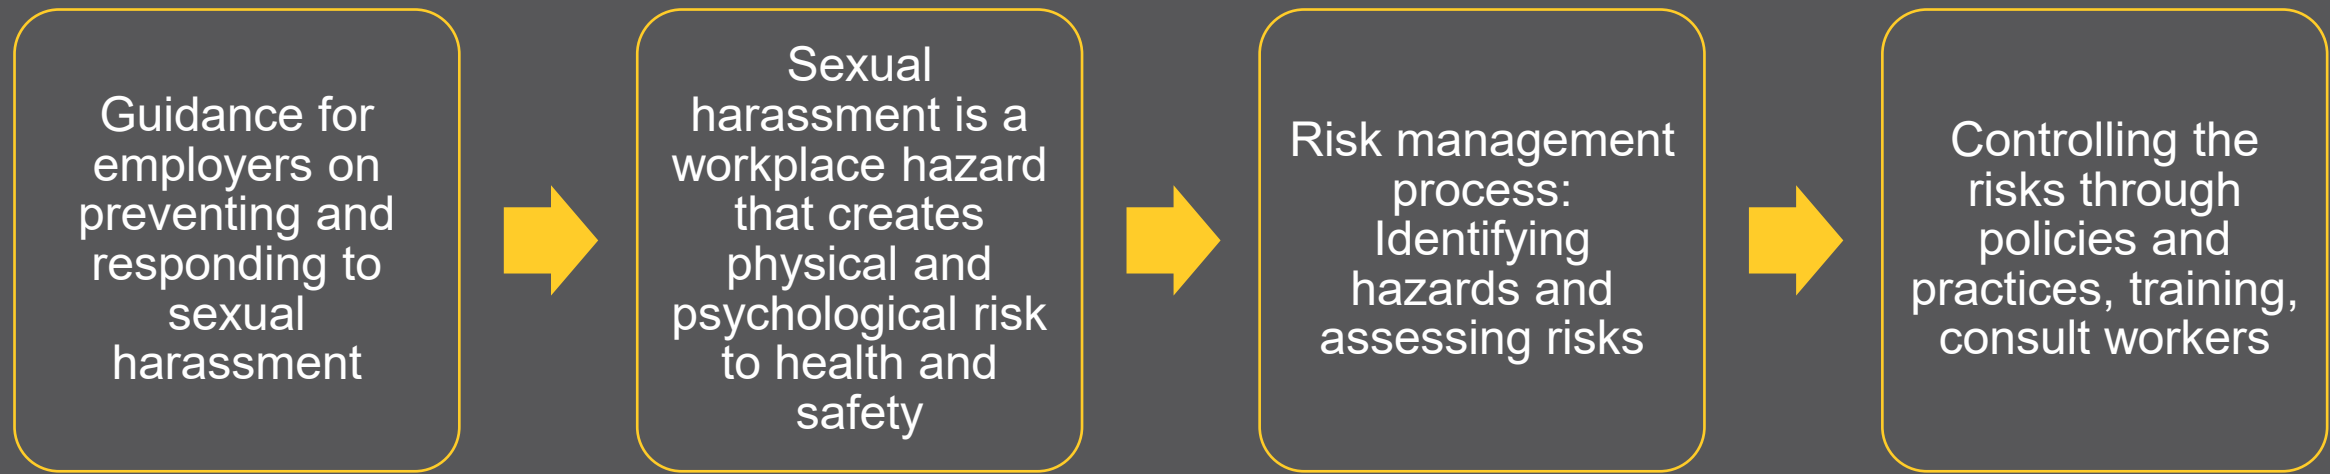 Guidance for
employers on
preventing and
responding to
sexual
harassment
Sexual
harassment is a
workplace hazard
that creates
physical and
psychological risk
to health and
safety
Risk management
process:
Identifying
hazards and
assessing risks
Controlling the
risks through
policies and
practices, training,
consult workers